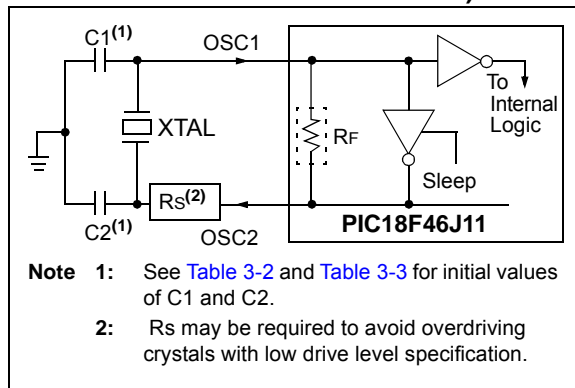 C1(1)
OSC1
To
Internal
Logic
XTAL
RF
Sleep
RS(2)
C2(1)
OSC2
PIC18F46J11
Note 1: See Table 3-2 and Table 3-3 for initial values
of C1 and C2.
2: Rs may be required to avoid overdriving
crystals with low drive level specification.